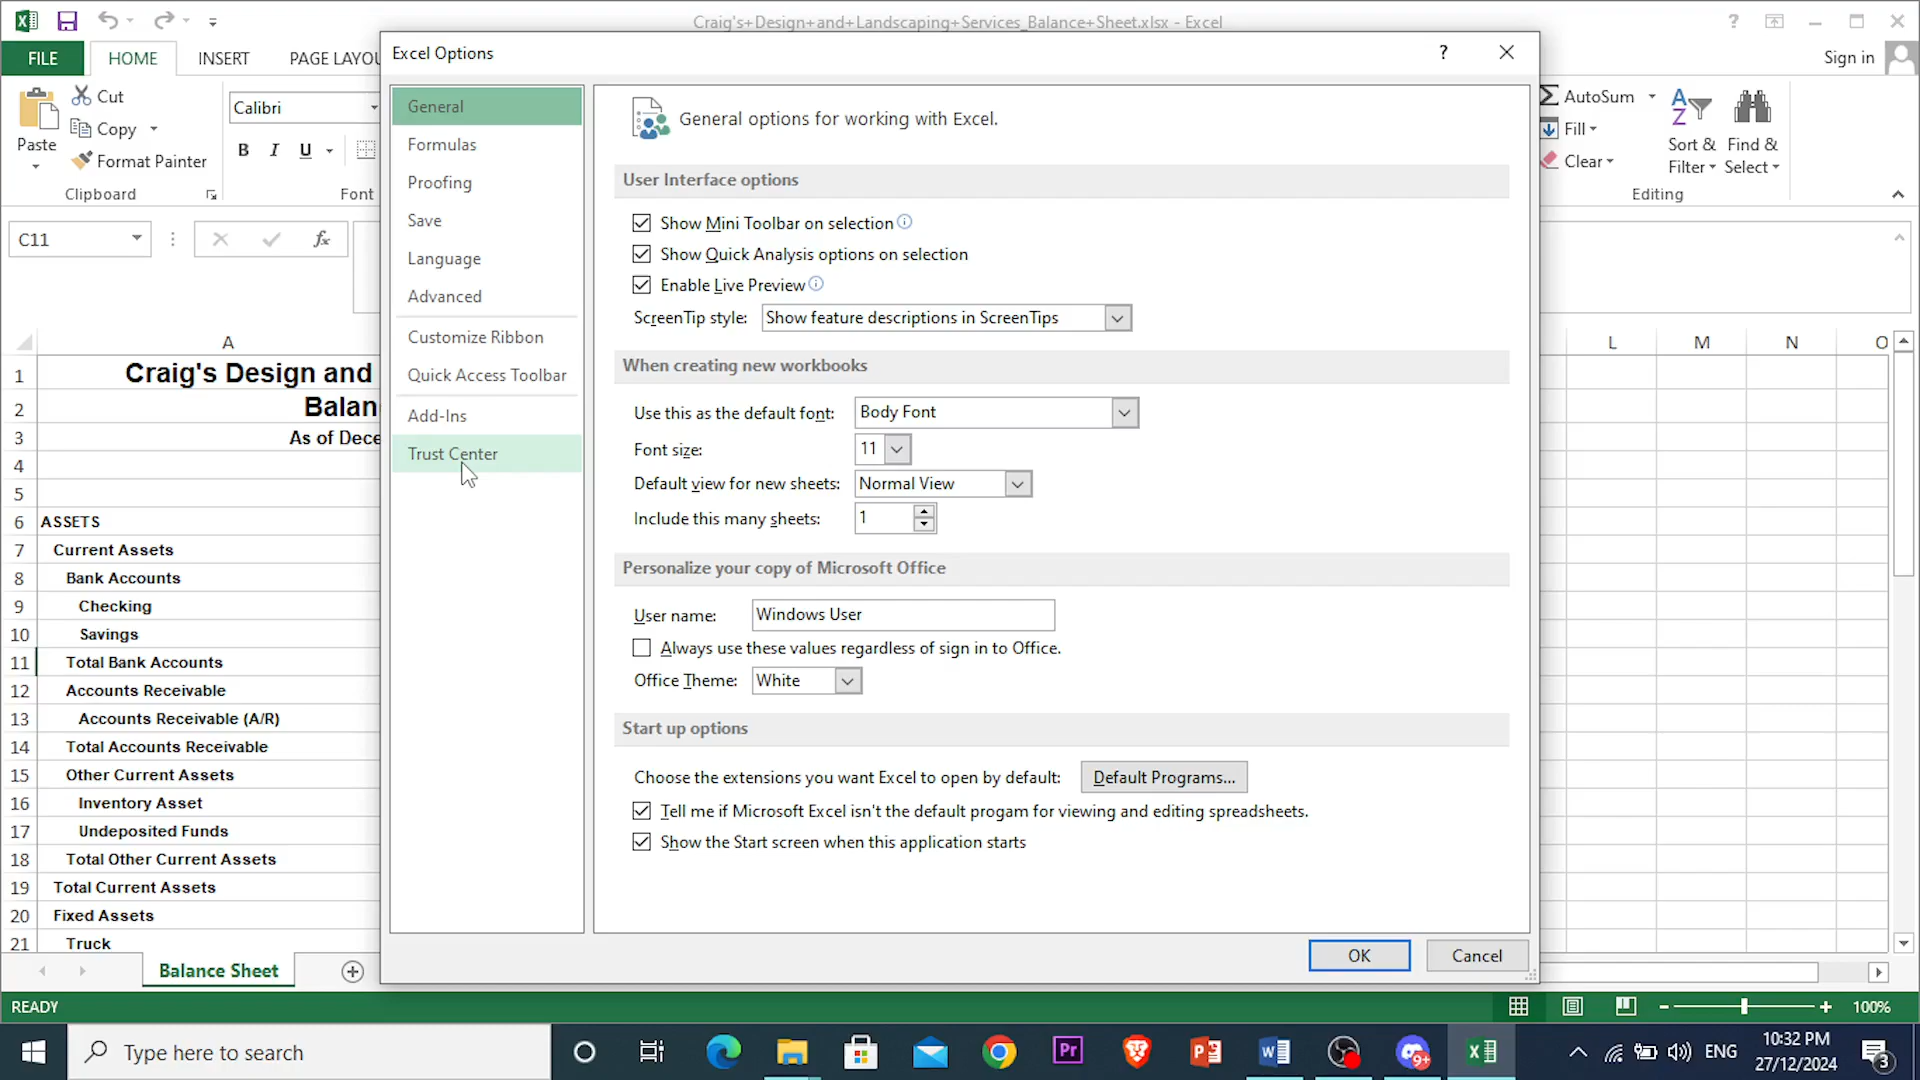 Craig's+Design+and+Landscaping+Services_Balance+Sheet.xlsx - Excel
FILE
HOME
INSERT
PAGE LAYOU
Sign in
Excel Options
Cut
Copy
Paste
Format Painter
Clipboard
Calibri
B I U
Font
AutoSum
Fill
Clear
Sort &
Filter
Find &
Select
Editing
C11
fx
General
Formulas
Proofing
Save
Language
Advanced
Customize Ribbon
Quick Access Toolbar
Add-Ins
Trust Center
General options for working with Excel.
User Interface options
Show Mini Toolbar on selection
Show Quick Analysis options on selection
Enable Live Preview
ScreenTip style: Show feature descriptions in ScreenTips
When creating new workbooks
Use this as the default font: Body Font
Font size: 11
Default view for new sheets: Normal View
Include this many sheets: 1
Personalize your copy of Microsoft Office
User name: Windows User
Always use these values regardless of sign in to Office.
Office Theme: White
Start up options
Choose the extensions you want Excel to open by default: Default Programs...
Tell me if Microsoft Excel isn't the default progam for viewing and editing spreadsheets.
Show the Start screen when this application starts
OK
Cancel
A L M N O
1 Craig's Design and
2 Balan
3 As of Dece
4
5
6 ASSETS
7 Current Assets
8 Bank Accounts
9 Checking
10 Savings
11 Total Bank Accounts
12 Accounts Receivable
13 Accounts Receivable (A/R)
14 Total Accounts Receivable
15 Other Current Assets
16 Inventory Asset
17 Undeposited Funds
18 Total Other Current Assets
19 Total Current Assets
20 Fixed Assets
21 Truck
Balance Sheet
READY
100%
Type here to search
Pr
9+
ENG
10:32 PM
27/12/2024
3